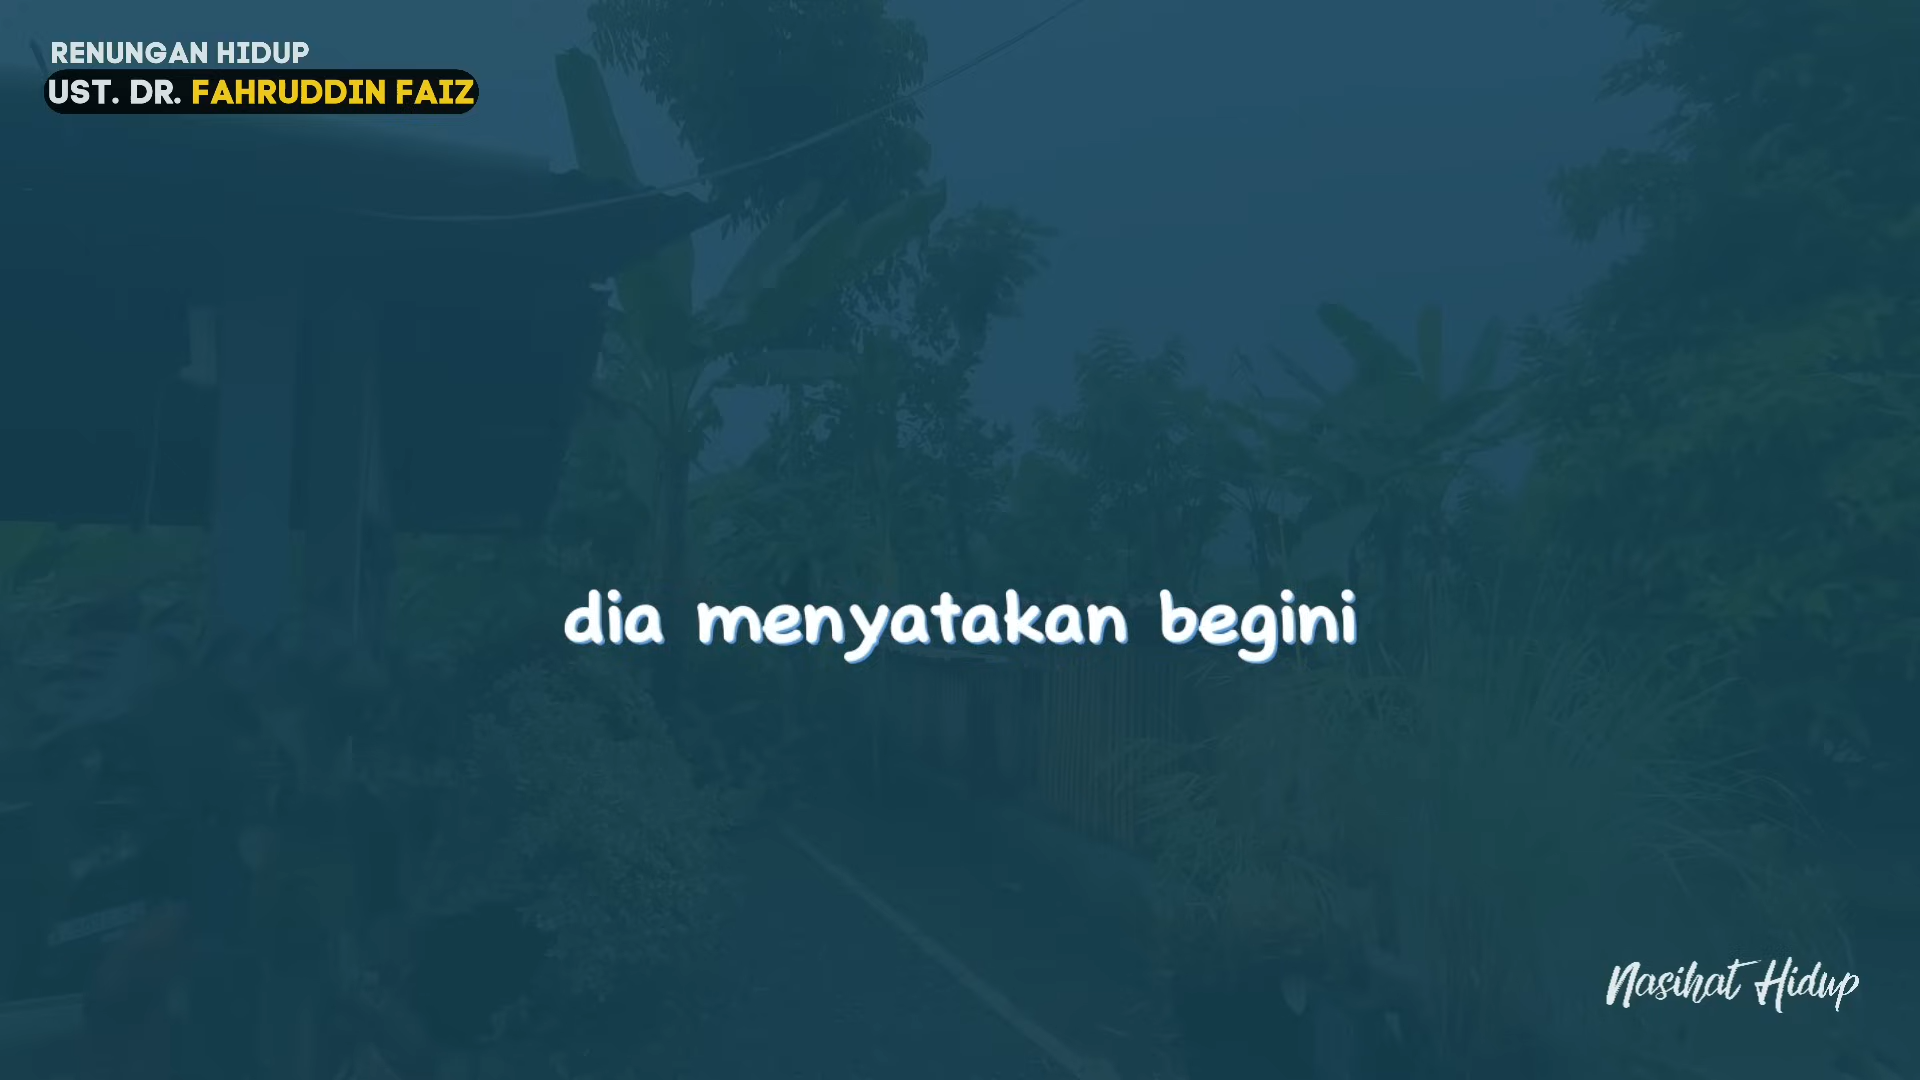 RENUNGAN HIDUP
UST. DR. FAHRUDDIN FAIZ
dia menyatakan begini
Nasihat Hidup